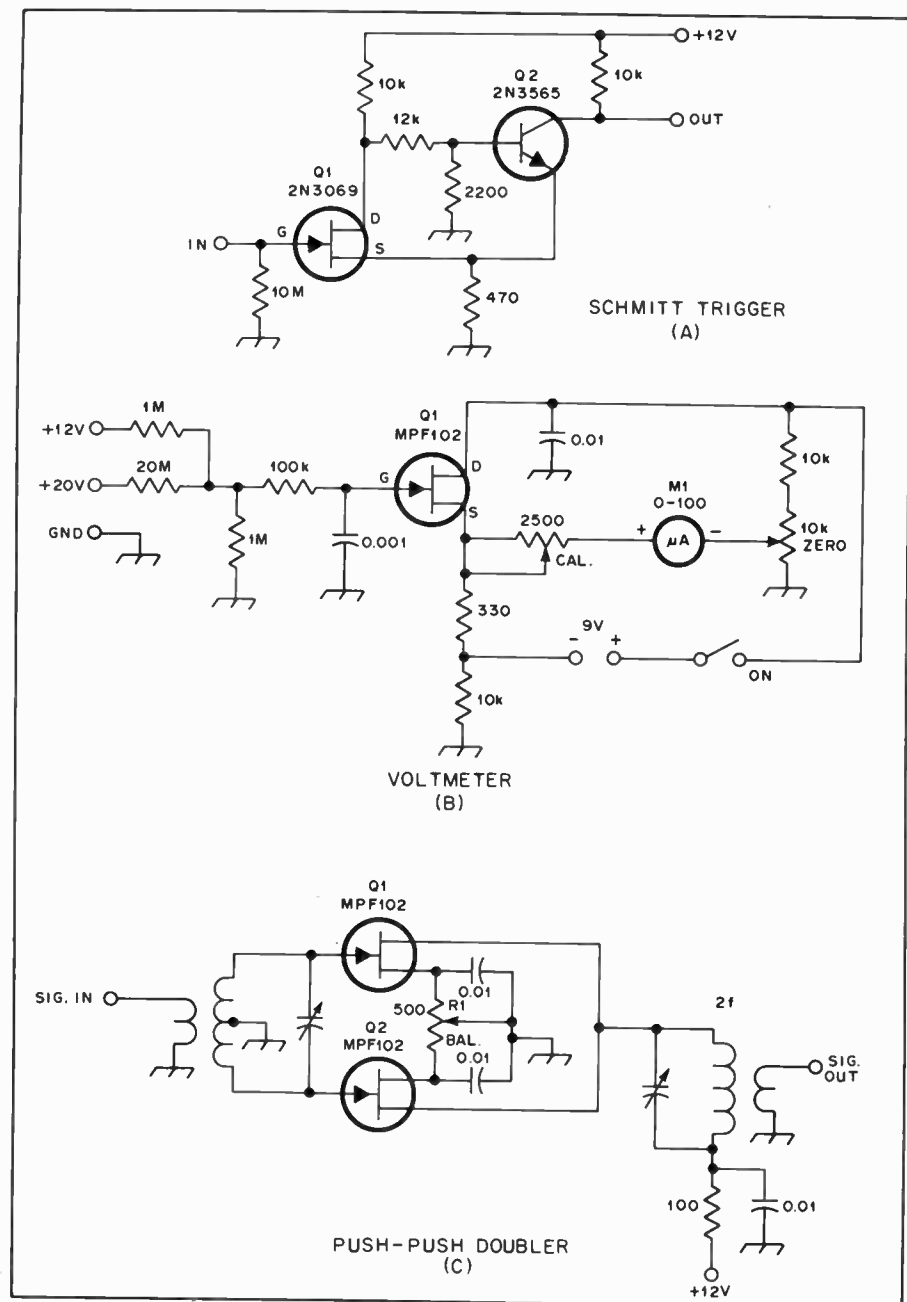 +12V
10k
Q2
2N3565
10k
12k
OUT
Q1
2N3069
2200
D
G
IN
S
10M
470
SCHMITT TRIGGER
(A)
1M
Q1
MPF102
+12V
0.01
20M
100k
D
10k
+20V
G
M1
0-100
S
2500
+
µA
-
10k
ZERO
GND
1M
0.001
CAL.
330
9V
-
+
ON
10k
VOLTMETER
(B)
Q1
MPF102
SIG. IN
0.01
500
R1
2f
Q2
MPF102
BAL.
0.01
SIG.
OUT
100
0.01
PUSH-PUSH DOUBLER
(C)
+12V